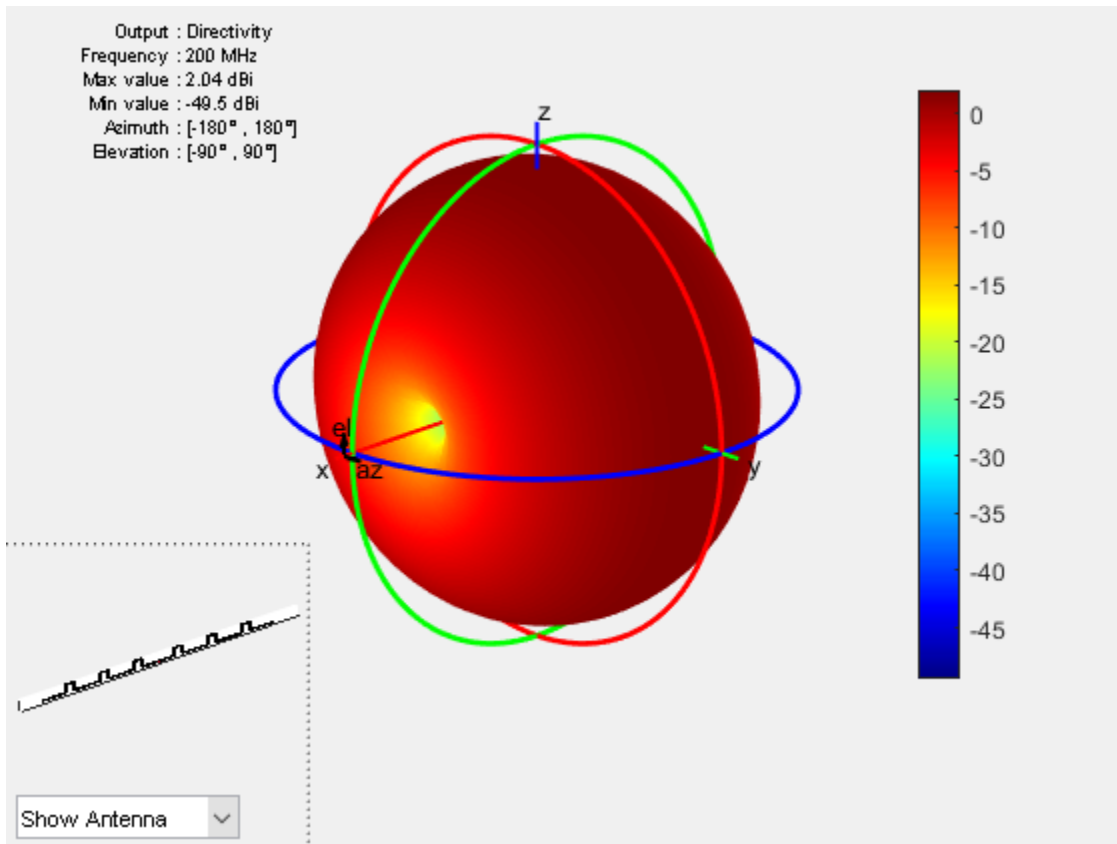 Output : Directivity
Frequency : 200 MHz
Max value : 2.04 dBi
Min value : -49.5 dBi
Azimuth : [-180° , 180°]
Elevation : [-90° , 90°]
z
el
x
az
y
0
-5
-10
-15
-20
-25
-30
-35
-40
-45
Show Antenna